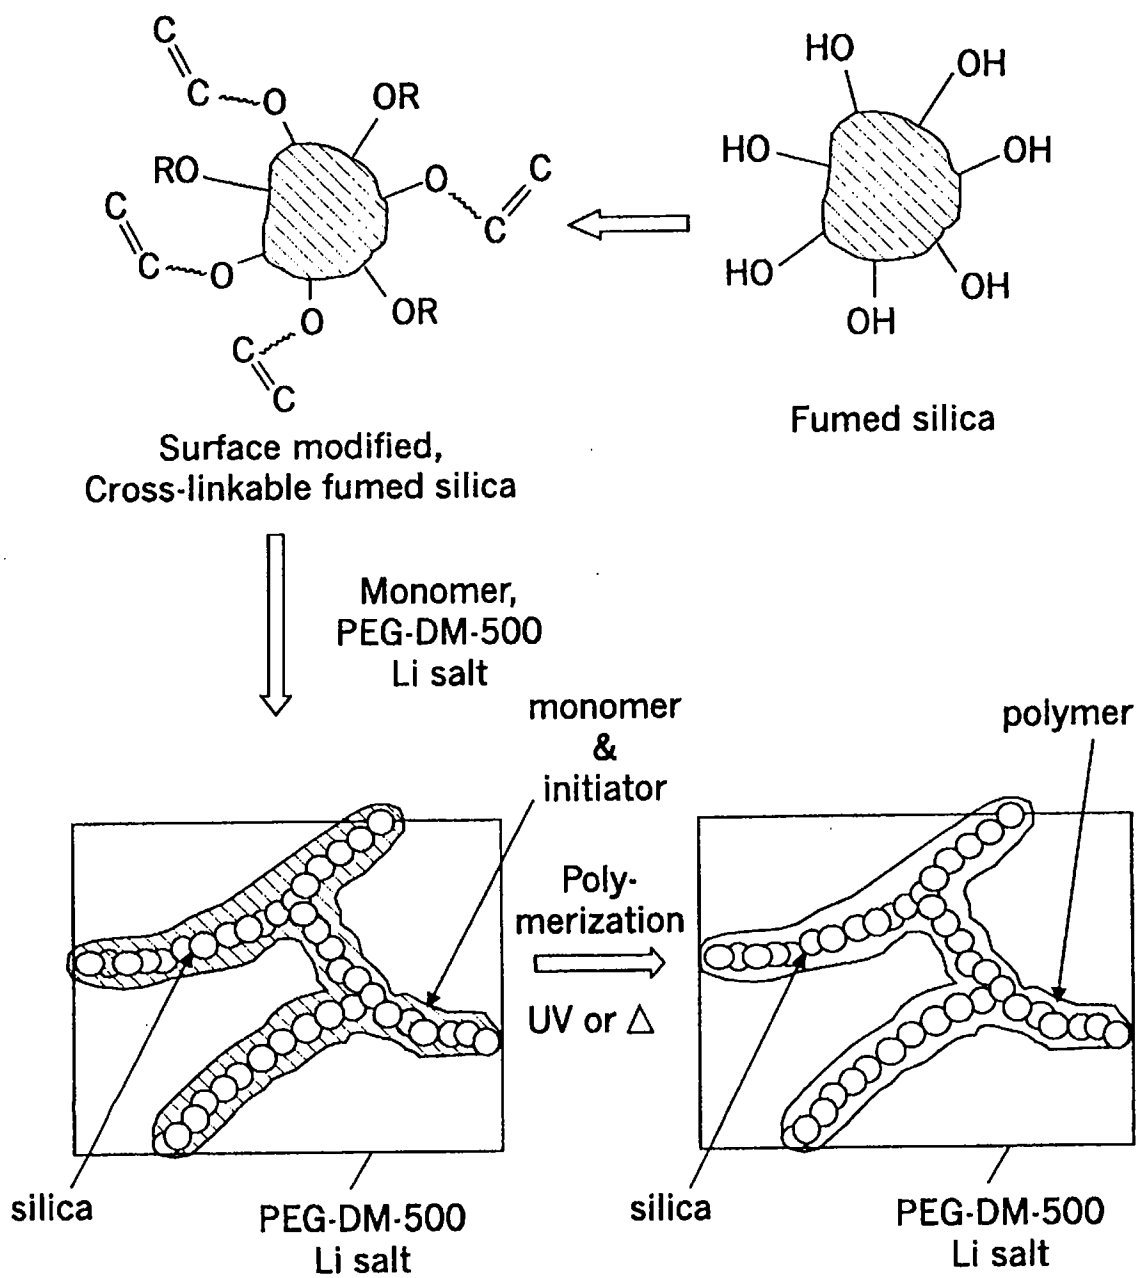 C
C
O
OR
RO
O
C
C
C
C
O
O
OR
C
C
HO
OH
HO
OH
HO
OH
OH
Fumed silica
Surface modified,
Cross-linkable fumed silica
Monomer,
PEG-DM-500
Li salt
monomer
&
initiator
polymer
Poly-
merization
UV or △
silica
PEG-DM-500
Li salt
silica
PEG-DM-500
Li salt